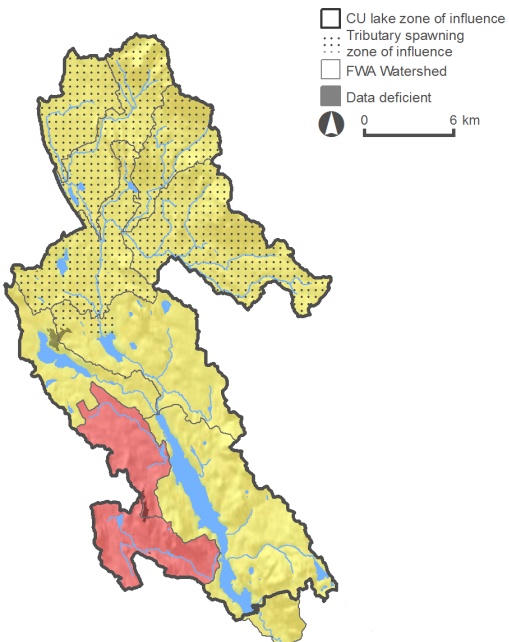 CU lake zone of influence
Tributary spawning
zone of influence
FWA Watershed
Data deficient
0 6 km